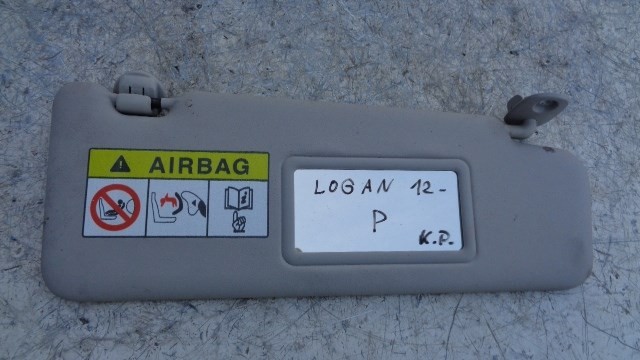 AIRBAG
LOGAN 12-
P
K.P.